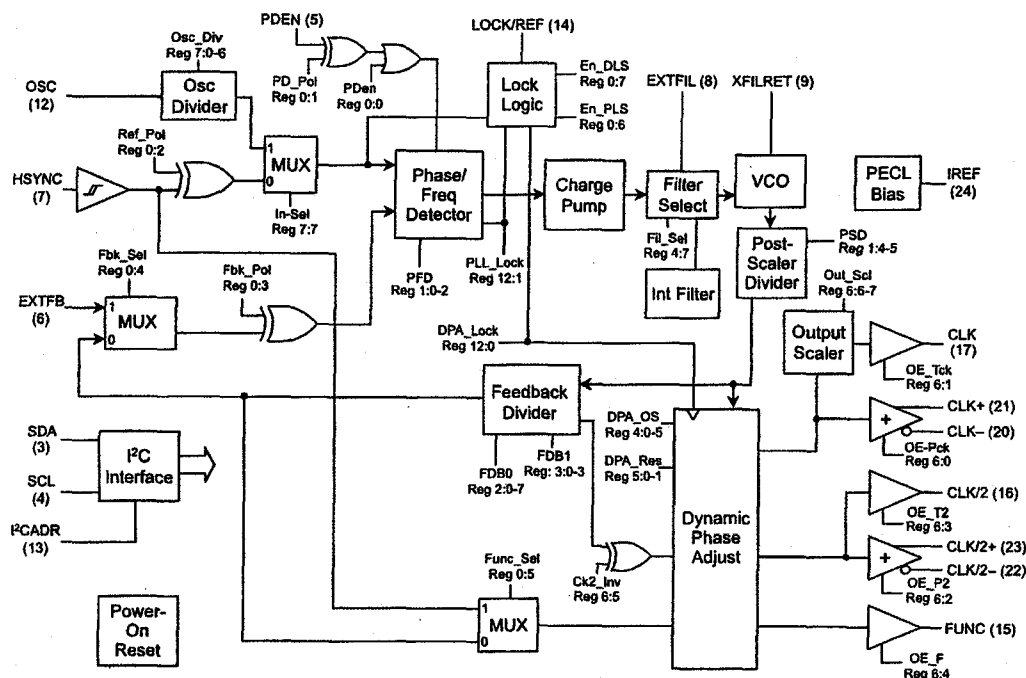 PDEN (5)
LOCK/REF (14)
Osc_Div
Reg 7:0–6
PD_Pol
Reg 0:1
PDen
Reg 0:0
En_DLS
Reg 0:7
EXTFIL (8)
XFILRET (9)
OSC
(12)
Osc
Divider
Lock
Logic
En_PLS
Reg 0:6
Ref_Pol
Reg 0:2
1
MUX
0
HSYNC
(7)
In-Sel
Reg 7:7
Phase/
Freq
Detector
Charge
Pump
Filter
Select
VCO
PECL
Bias
IREF
(24)
Fil_Sel
Reg 4:7
PFD
Reg 1:0–2
PLL_Lock
Reg 12:1
Int Filter
Post-
Scaler
Divider
PSD
Reg 1:4–5
Fbk_Sel
Reg 0:4
Fbk_Pol
Reg 0:3
EXTFB
(6)
1
MUX
0
Out_Scl
Reg 6:6–7
DPA_Lock
Reg 12:0
Output
Scaler
CLK
(17)
OE_Tck
Reg 6:1
Feedback
Divider
DPA_OS
Reg 4:0–5
+
CLK+ (21)
CLK– (20)
OE-Pck
Reg 6:0
FDB0
Reg 2:0–7
FDB1
Reg: 3:0–3
DPA_Res
Reg 5:0–1
SDA
(3)
SCL
(4)
I²C
Interface
I²CADR
(13)
Dynamic
Phase
Adjust
CLK/2 (16)
OE_T2
Reg 6:3
+
CLK/2+ (23)
CLK/2– (22)
OE_P2
Reg 6:2
Func_Sel
Reg 0:5
Ck2_Inv
Reg 6:5
1
MUX
0
Power-
On
Reset
FUNC (15)
OE_F
Reg 6:4